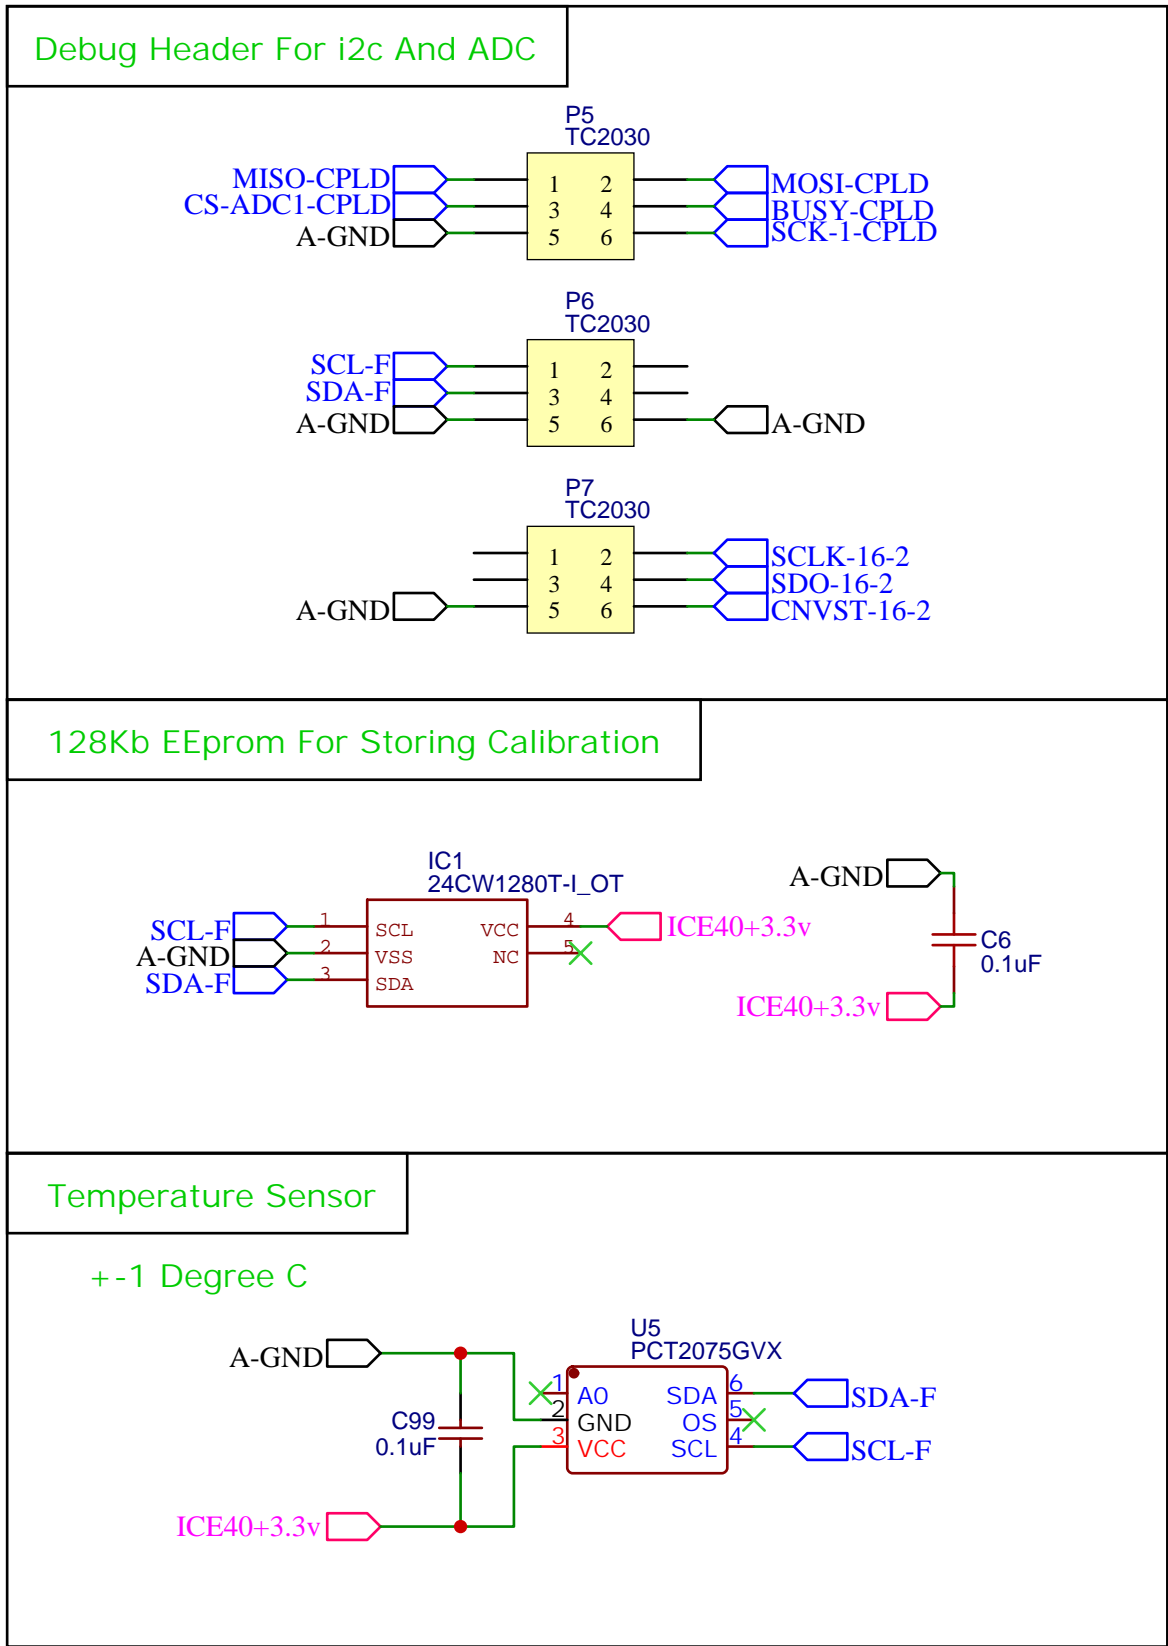 Debug Header For i2c And ADC
P5
TC2030
MISO-CPLD 1 2 MOSI-CPLD
CS-ADC1-CPLD 3 4 BUSY-CPLD
A-GND 5 6 SCK-1-CPLD
P6
TC2030
SCL-F 1 2
SDA-F 3 4
A-GND 5 6 A-GND
P7
TC2030
1 2 SCLK-16-2
3 4 SDO-16-2
A-GND 5 6 CNVST-16-2
128Kb EEprom For Storing Calibration
IC1
24CW1280T-I_OT
SCL-F 1 SCL VCC 4 ICE40+3.3v
A-GND 2 VSS NC 5
SDA-F 3 SDA
A-GND
C6
0.1uF
ICE40+3.3v
Temperature Sensor
+-1 Degree C
U5
PCT2075GVX
A-GND
1 A0 SDA 6 SDA-F
2 GND OS 5
3 VCC SCL 4 SCL-F
C99
0.1uF
ICE40+3.3v